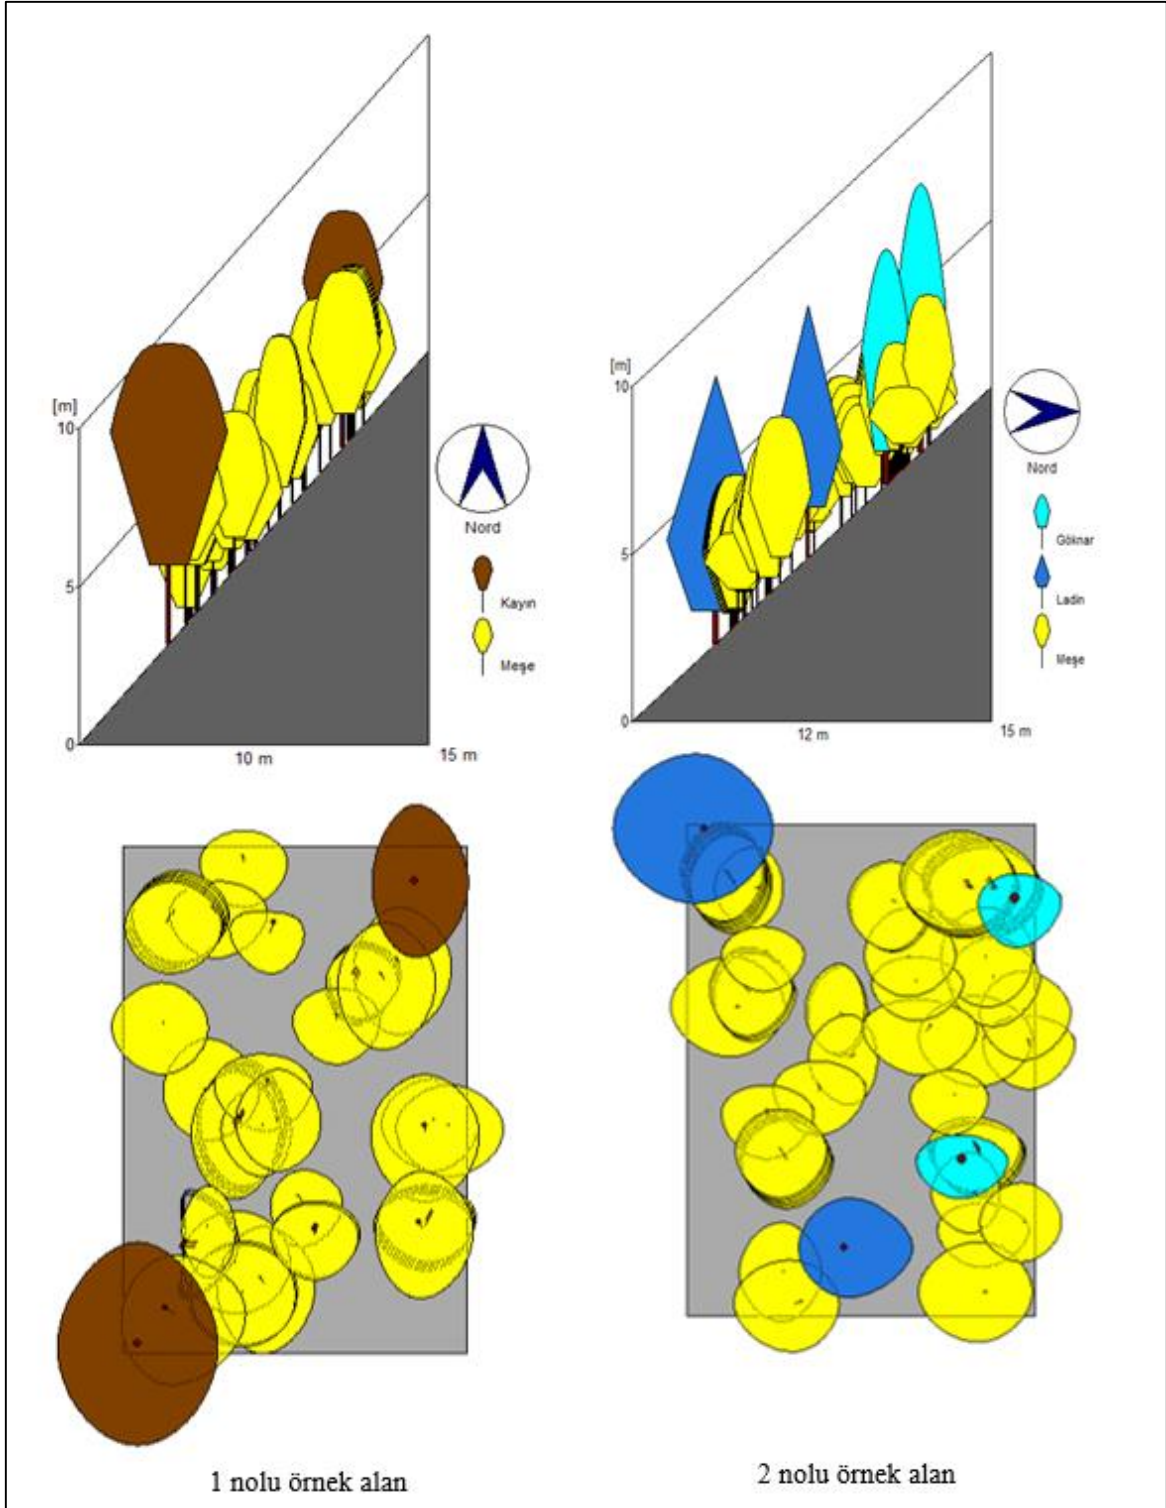 [m]
10
5
0
10 m
15 m
Nord
Kayın
Meşe
1 nolu örnek alan
[m]
10
5
0
12 m
15 m
Nord
Göknar
Ladin
Meşe
2 nolu örnek alan